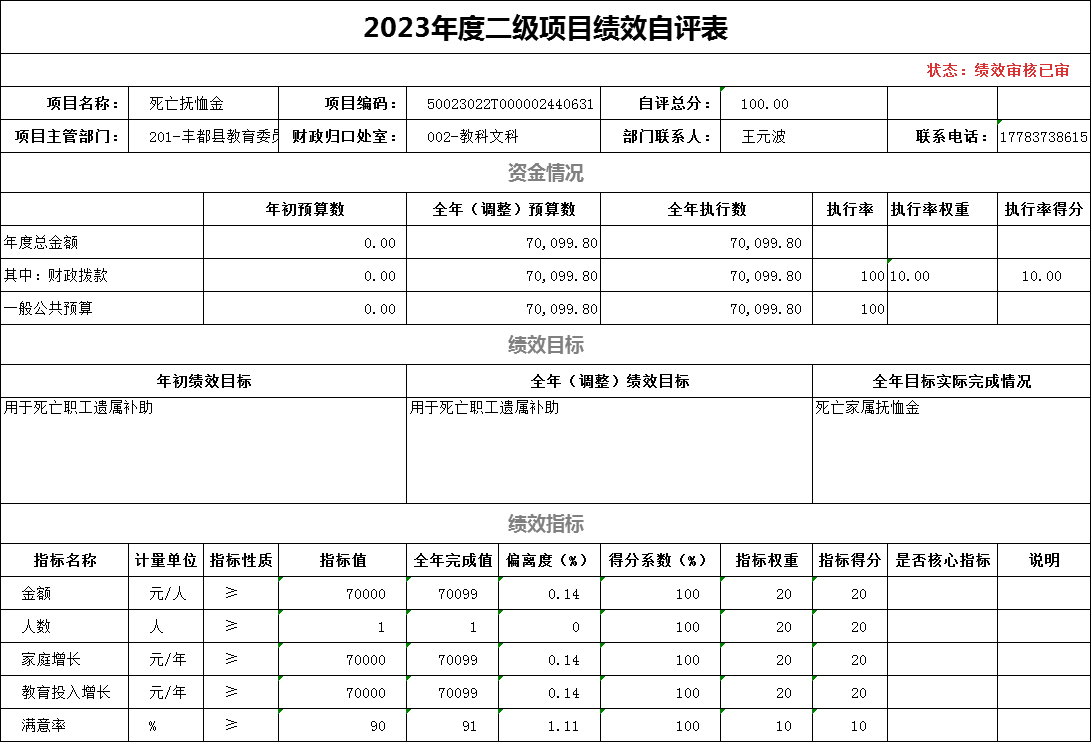 2023年度二级项目绩效自评表
状态：绩效审核已审
项目名称： 死亡抚恤金 项目编码： 50023022T000002440631 自评总分： 100.00
项目主管部门： 201-丰都县教育委员 财政归口处室： 002-教科文科 部门联系人： 王元波 联系电话： 17783738615
资金情况
年初预算数 全年（调整）预算数 全年执行数 执行率 执行率权重 执行率得分
年度总金额 0.00 70,099.80 70,099.80
其中：财政拨款 0.00 70,099.80 70,099.80 100 10.00 10.00
一般公共预算 0.00 70,099.80 70,099.80 100
绩效目标
年初绩效目标 全年（调整）绩效目标 全年目标实际完成情况
用于死亡职工遗属补助 用于死亡职工遗属补助 死亡家属抚恤金
绩效指标
指标名称 计量单位 指标性质 指标值 全年完成值 偏离度（%） 得分系数（%） 指标权重 指标得分 是否核心指标 说明
金额 元/人 ≥ 70000 70099 0.14 100 20 20
人数 人 ≥ 1 1 0 100 20 20
家庭增长 元/年 ≥ 70000 70099 0.14 100 20 20
教育投入增长 元/年 ≥ 70000 70099 0.14 100 20 20
满意率 % ≥ 90 91 1.11 100 10 10